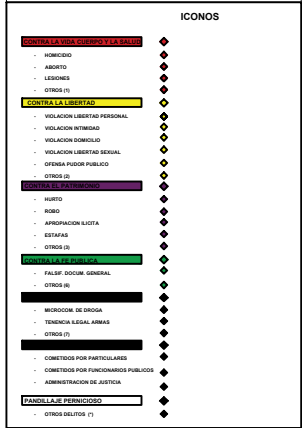 ICONOS
CONTRA LA VIDA CUERPO Y LA SALUD
- HOMICIDIO
- ABORTO
- LESIONES
- OTROS (1)
CONTRA LA LIBERTAD
- VIOLACION LIBERTAD PERSONAL
- VIOLACION INTIMIDAD
- VIOLACION DOMICILIO
- VIOLACION LIBERTAD SEXUAL
- OFENSA PUDOR PUBLICO
- OTROS (2)
CONTRA EL PATRIMONIO
- HURTO
- ROBO
- APROPIACION ILICITA
- ESTAFAS
- OTROS (3)
CONTRA LA FE PUBLICA
- FALSIF. DOCUM. GENERAL
- OTROS (6)
- MICROCOM. DE DROGA
- TENENCIA ILEGAL ARMAS
- OTROS (7)
- COMETIDOS POR PARTICULARES
- COMETIDOS POR FUNCIONARIOS PUBLICOS
- ADMINISTRACION DE JUSTICIA
PANDILLAJE PERNICIOSO
- OTROS DELITOS (*)